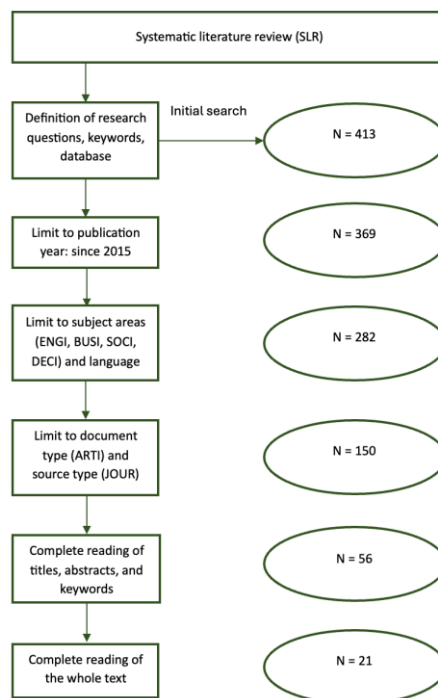 Systematic literature review (SLR)
Definition of research
questions, keywords,
database
Initial search
N = 413
Limit to publication
year: since 2015
N = 369
Limit to subject areas
(ENGI, BUSI, SOCI,
DECI) and language
N = 282
Limit to document
type (ARTI) and
source type (JOUR)
N = 150
Complete reading of
titles, abstracts, and
keywords
N = 56
Complete reading of
the whole text
N = 21